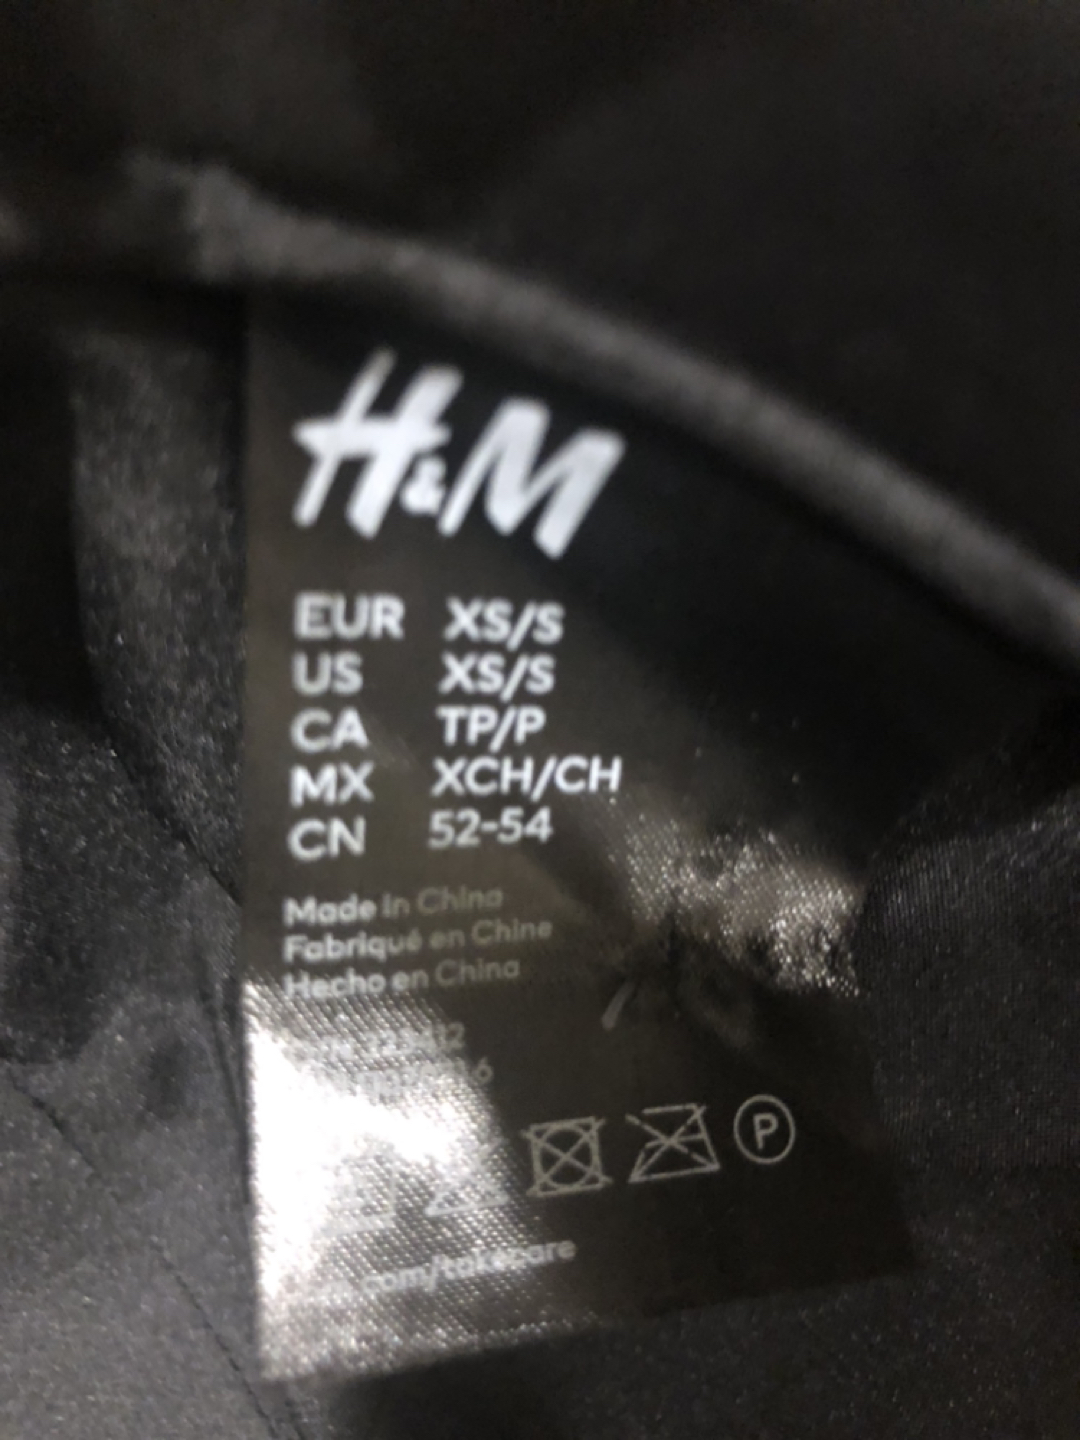 H&M
EUR XS/S
US XS/S
CA TP/P
MX XCH/CH
CN 52-54
Made in China
Fabriqué en Chine
Hecho en China
P